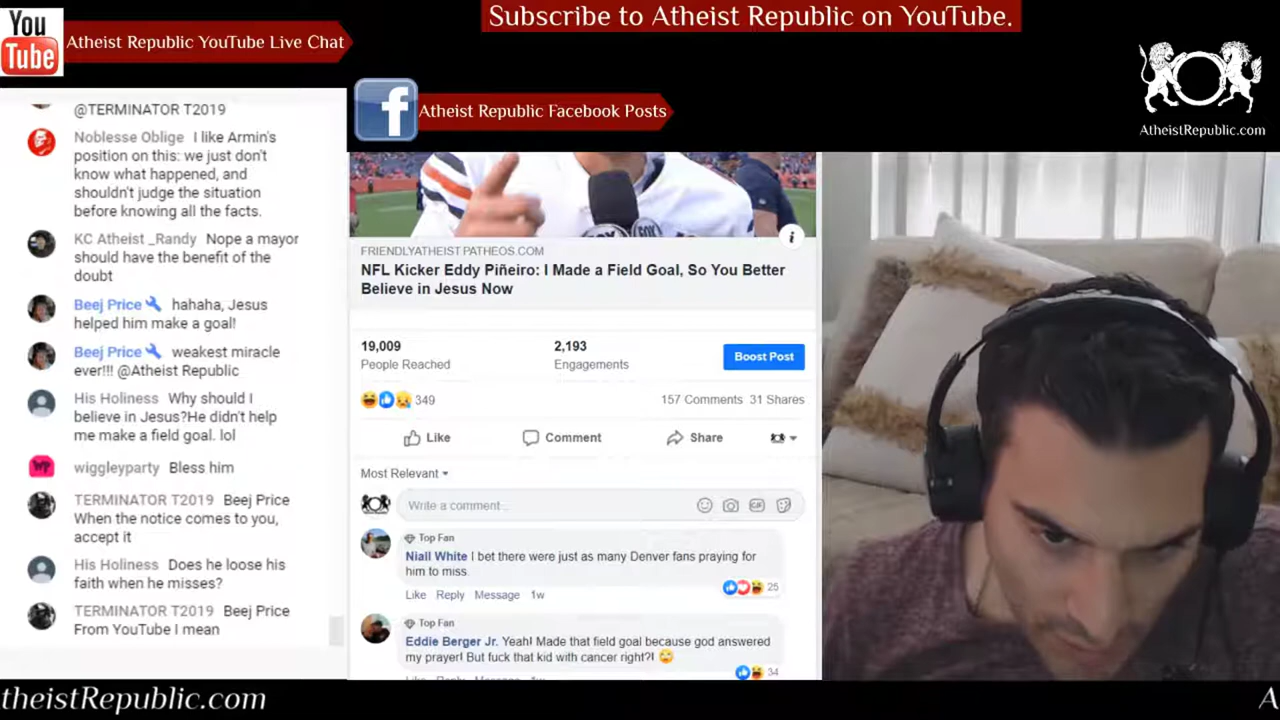 Subscribe to Atheist Republic on YouTube.
You
Tube
Atheist Republic YouTube Live Chat
f
Atheist Republic Facebook Posts
AtheistRepublic.com
@TERMINATOR T2019
Noblesse Oblige I like Armin's
position on this: we just don't
know what happened, and
shouldn't judge the situation
before knowing all the facts.
KC Atheist _Randy Nope a mayor
should have the benefit of the
doubt
Beej Price hahaha, Jesus
helped him make a goal!
Beej Price weakest miracle
ever!!! @Atheist Republic
His Holiness Why should I
believe in Jesus?He didn't help
me make a field goal. lol
wiggleyparty Bless him
TERMINATOR T2019 Beej Price
When the notice comes to you,
accept it
His Holiness Does he loose his
faith when he misses?
TERMINATOR T2019 Beej Price
From YouTube I mean
FOX
FRIENDLYATHEIST.PATHEOS.COM
i
NFL Kicker Eddy Piñeiro: I Made a Field Goal, So You Better
Believe in Jesus Now
19,009
People Reached
2,193
Engagements
Boost Post
349
157 Comments 31 Shares
Like
Comment
Share
Most Relevant
Write a comment...
GIF
Top Fan
Niall White I bet there were just as many Denver fans praying for
him to miss.
25
Like Reply Message 1w
Top Fan
Eddie Berger Jr. Yeah! Made that field goal because god answered
my prayer! But fuck that kid with cancer right?!
34
Like Reply Message 1w
theistRepublic.com
A